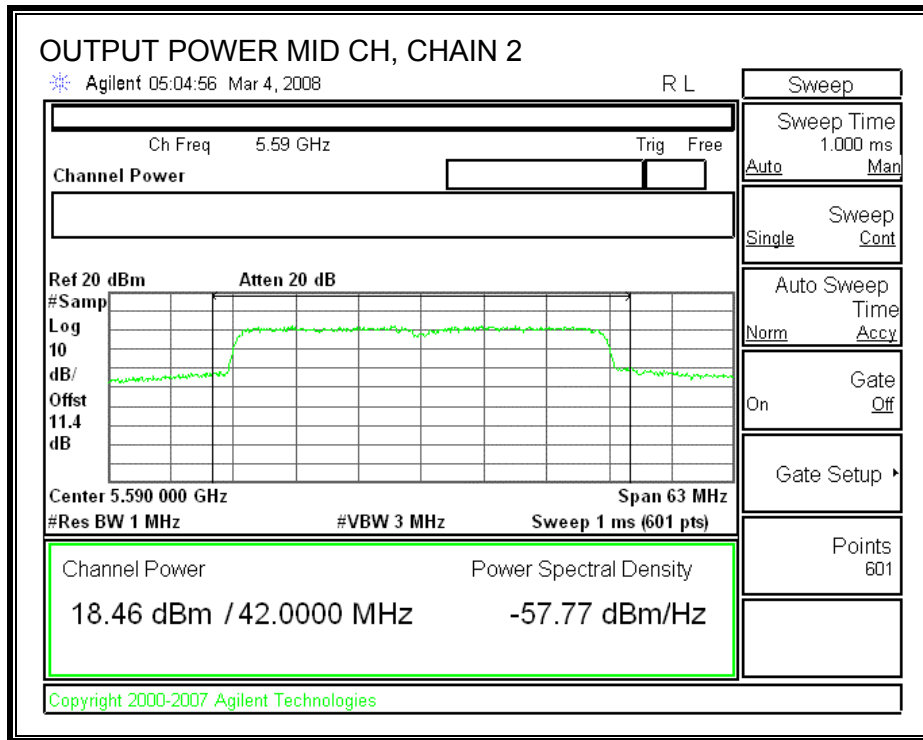 OUTPUT POWER MID CH, CHAIN 2
Agilent 05:04:56 Mar 4, 2008 R L
Ch Freq 5.59 GHz Trig Free
Channel Power
Ref 20 dBm Atten 20 dB
#Samp
Log
10
dB/
Offst
11.4
dB
Center 5.590 000 GHz Span 63 MHz
#Res BW 1 MHz #VBW 3 MHz Sweep 1 ms (601 pts)
Channel Power Power Spectral Density
18.46 dBm / 42.0000 MHz -57.77 dBm/Hz
Copyright 2000-2007 Agilent Technologies
Sweep
Sweep Time
1.000 ms
Auto Man
Sweep
Single Cont
Auto Sweep
Time
Norm Accy
Gate
On Off
Gate Setup
Points
601